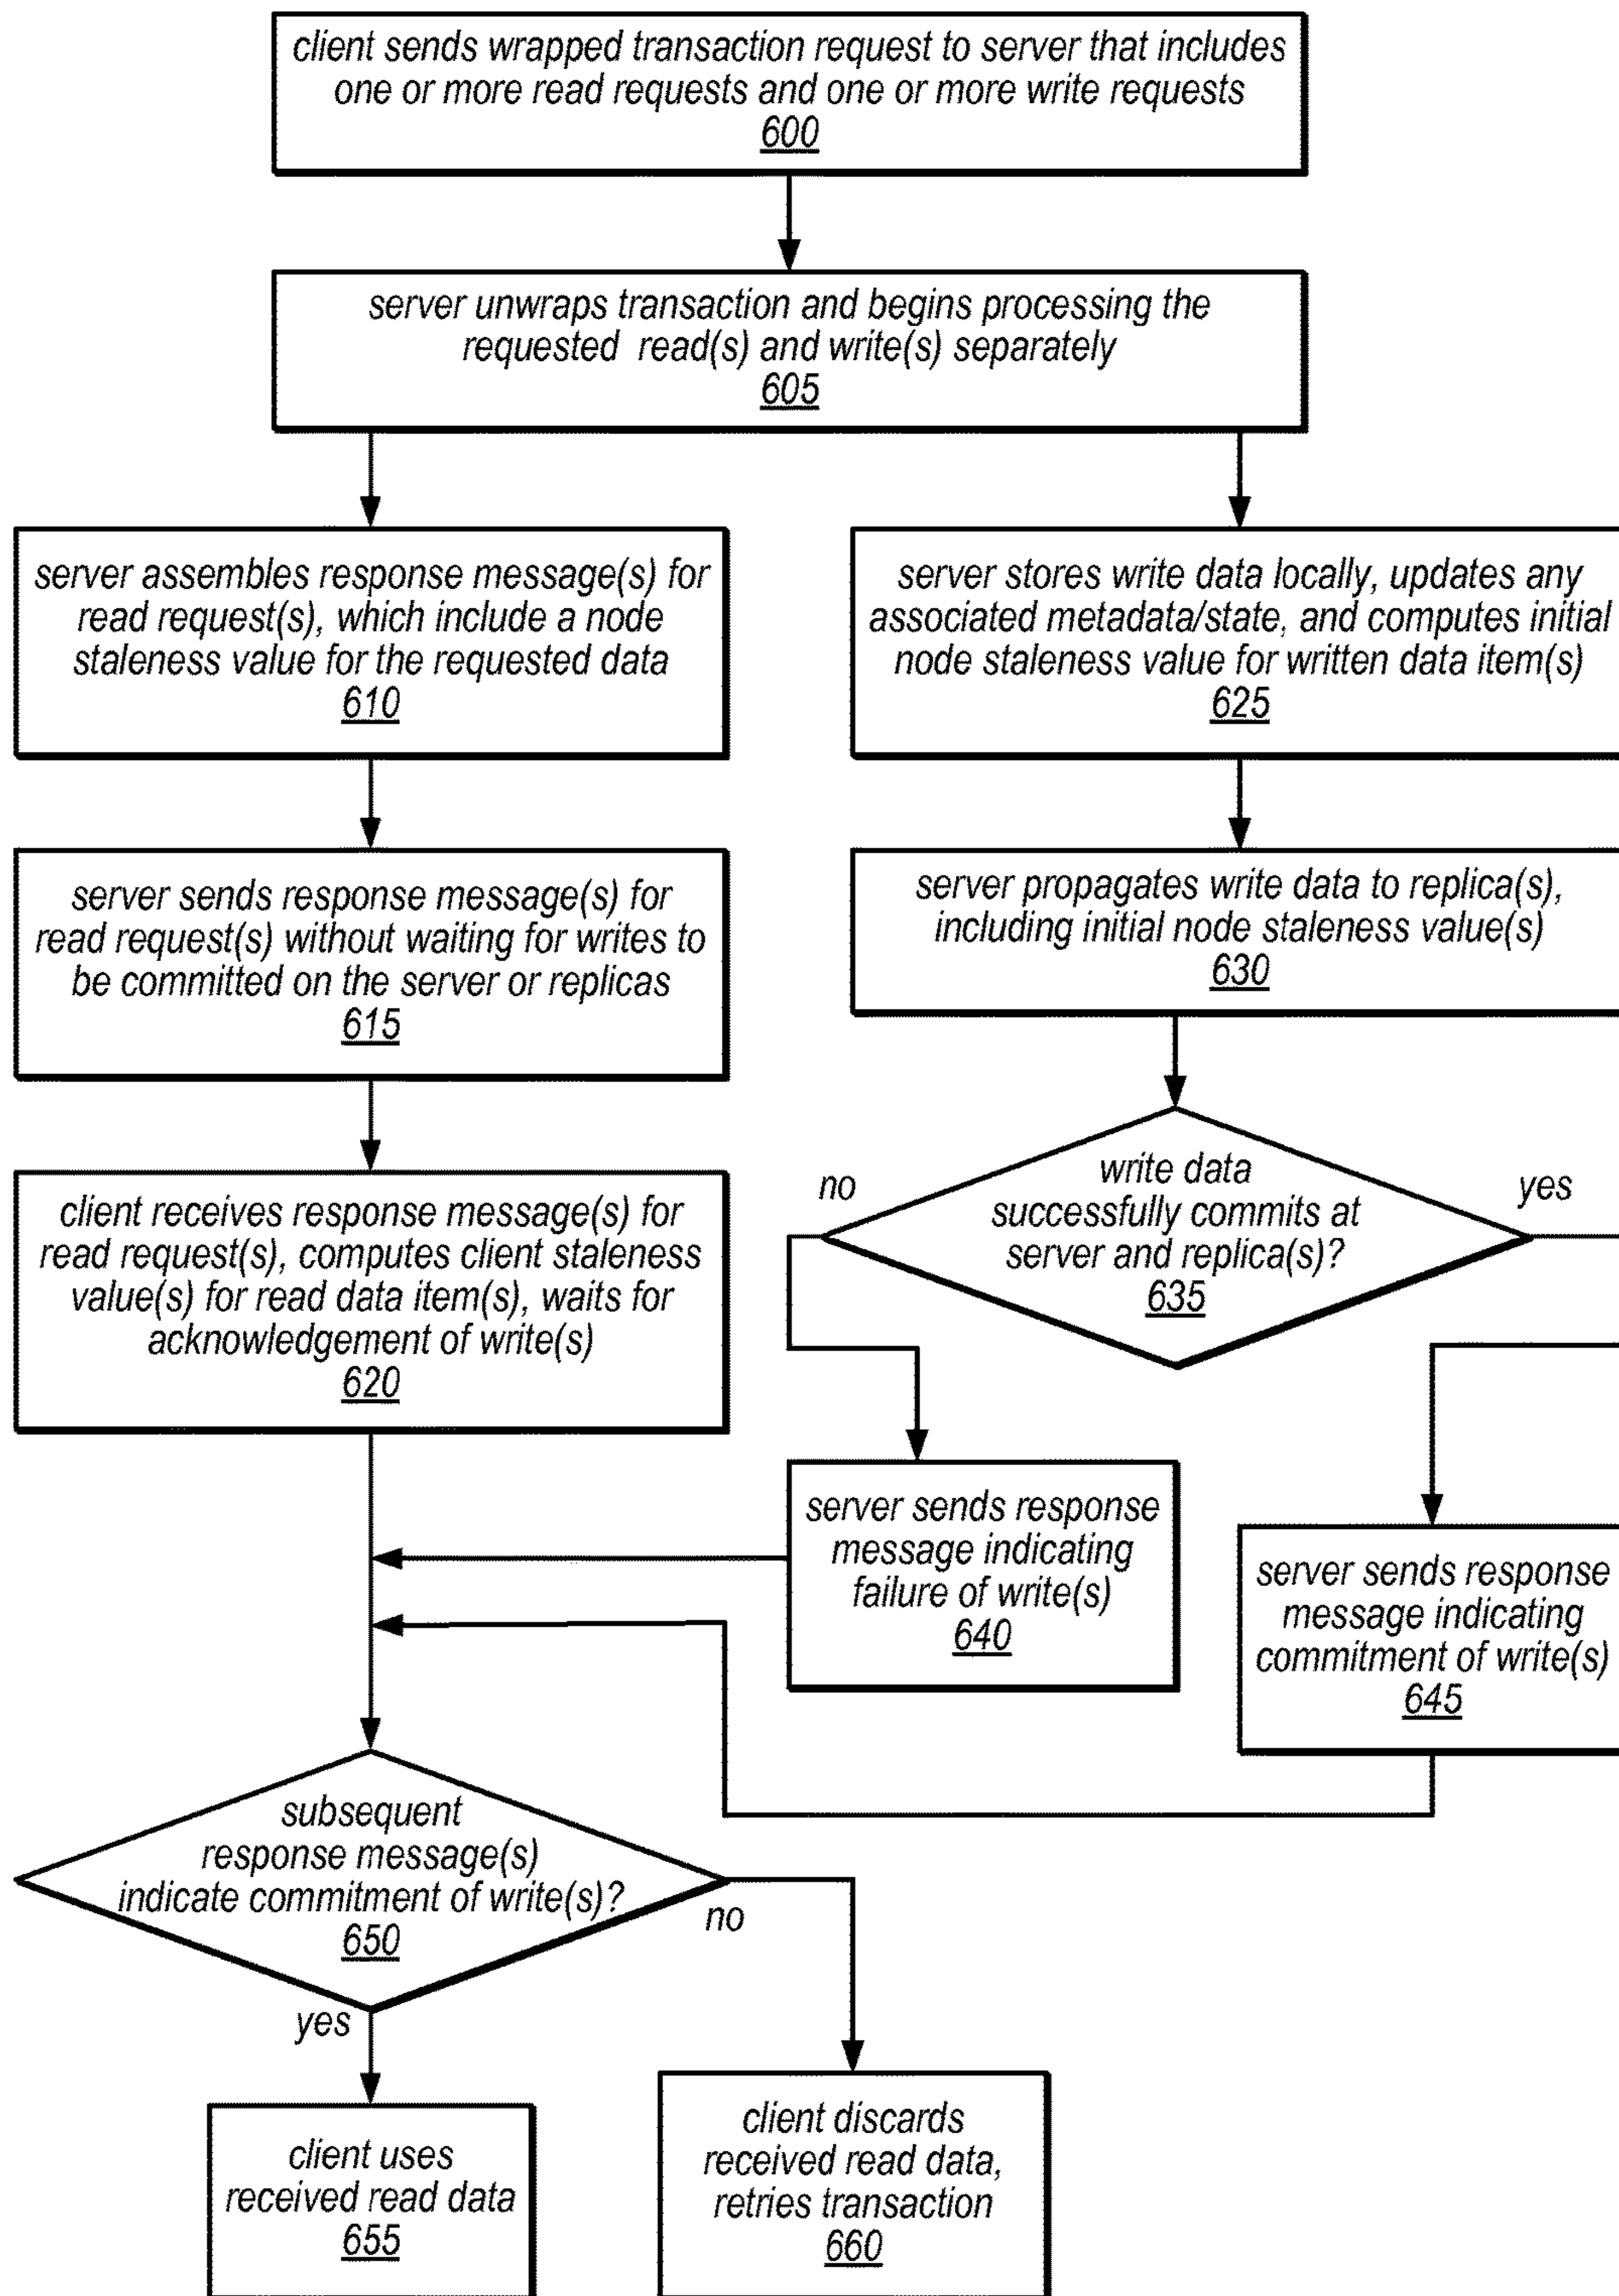 client sends wrapped transaction request to server that includes
one or more read requests and one or more write requests
600
server unwraps transaction and begins processing the
requested read(s) and write(s) separately
605
server assembles response message(s) for
read request(s), which include a node
staleness value for the requested data
610
server stores write data locally, updates any
associated metadata/state, and computes initial
node staleness value for written data item(s)
625
server sends response message(s) for
read request(s) without waiting for writes to
be committed on the server or replicas
615
server propagates write data to replica(s),
including initial node staleness value(s)
630
client receives response message(s) for
read request(s), computes client staleness
value(s) for read data item(s), waits for
acknowledgement of write(s)
620
no
write data
successfully commits at
server and replica(s)?
635
yes
server sends response
message indicating
failure of write(s)
640
server sends response
message indicating
commitment of write(s)
645
subsequent
response message(s)
indicate commitment of write(s)?
650
no
yes
client uses
received read data
655
client discards
received read data,
retries transaction
660